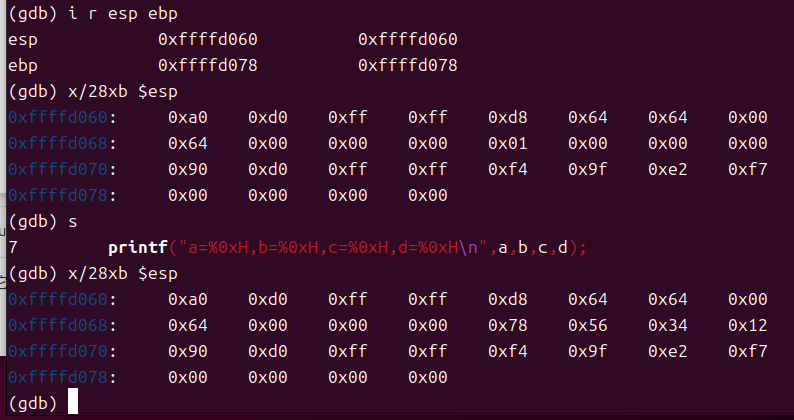 (gdb) i r esp ebp
esp 0xffffd060 0xffffd060
ebp 0xffffd078 0xffffd078
(gdb) x/28xb $esp
0xffffd060: 0xa0 0xd0 0xff 0xff 0xd8 0x64 0x64 0x00
0xffffd068: 0x64 0x00 0x00 0x00 0x01 0x00 0x00 0x00
0xffffd070: 0x90 0xd0 0xff 0xff 0xf4 0x9f 0xe2 0xf7
0xffffd078: 0x00 0x00 0x00 0x00
(gdb) s
7 printf("a=%0xH,b=%0xH,c=%0xH,d=%0xH\n",a,b,c,d);
(gdb) x/28xb $esp
0xffffd060: 0xa0 0xd0 0xff 0xff 0xd8 0x64 0x64 0x00
0xffffd068: 0x64 0x00 0x00 0x00 0x78 0x56 0x34 0x12
0xffffd070: 0x90 0xd0 0xff 0xff 0xf4 0x9f 0xe2 0xf7
0xffffd078: 0x00 0x00 0x00 0x00
(gdb)